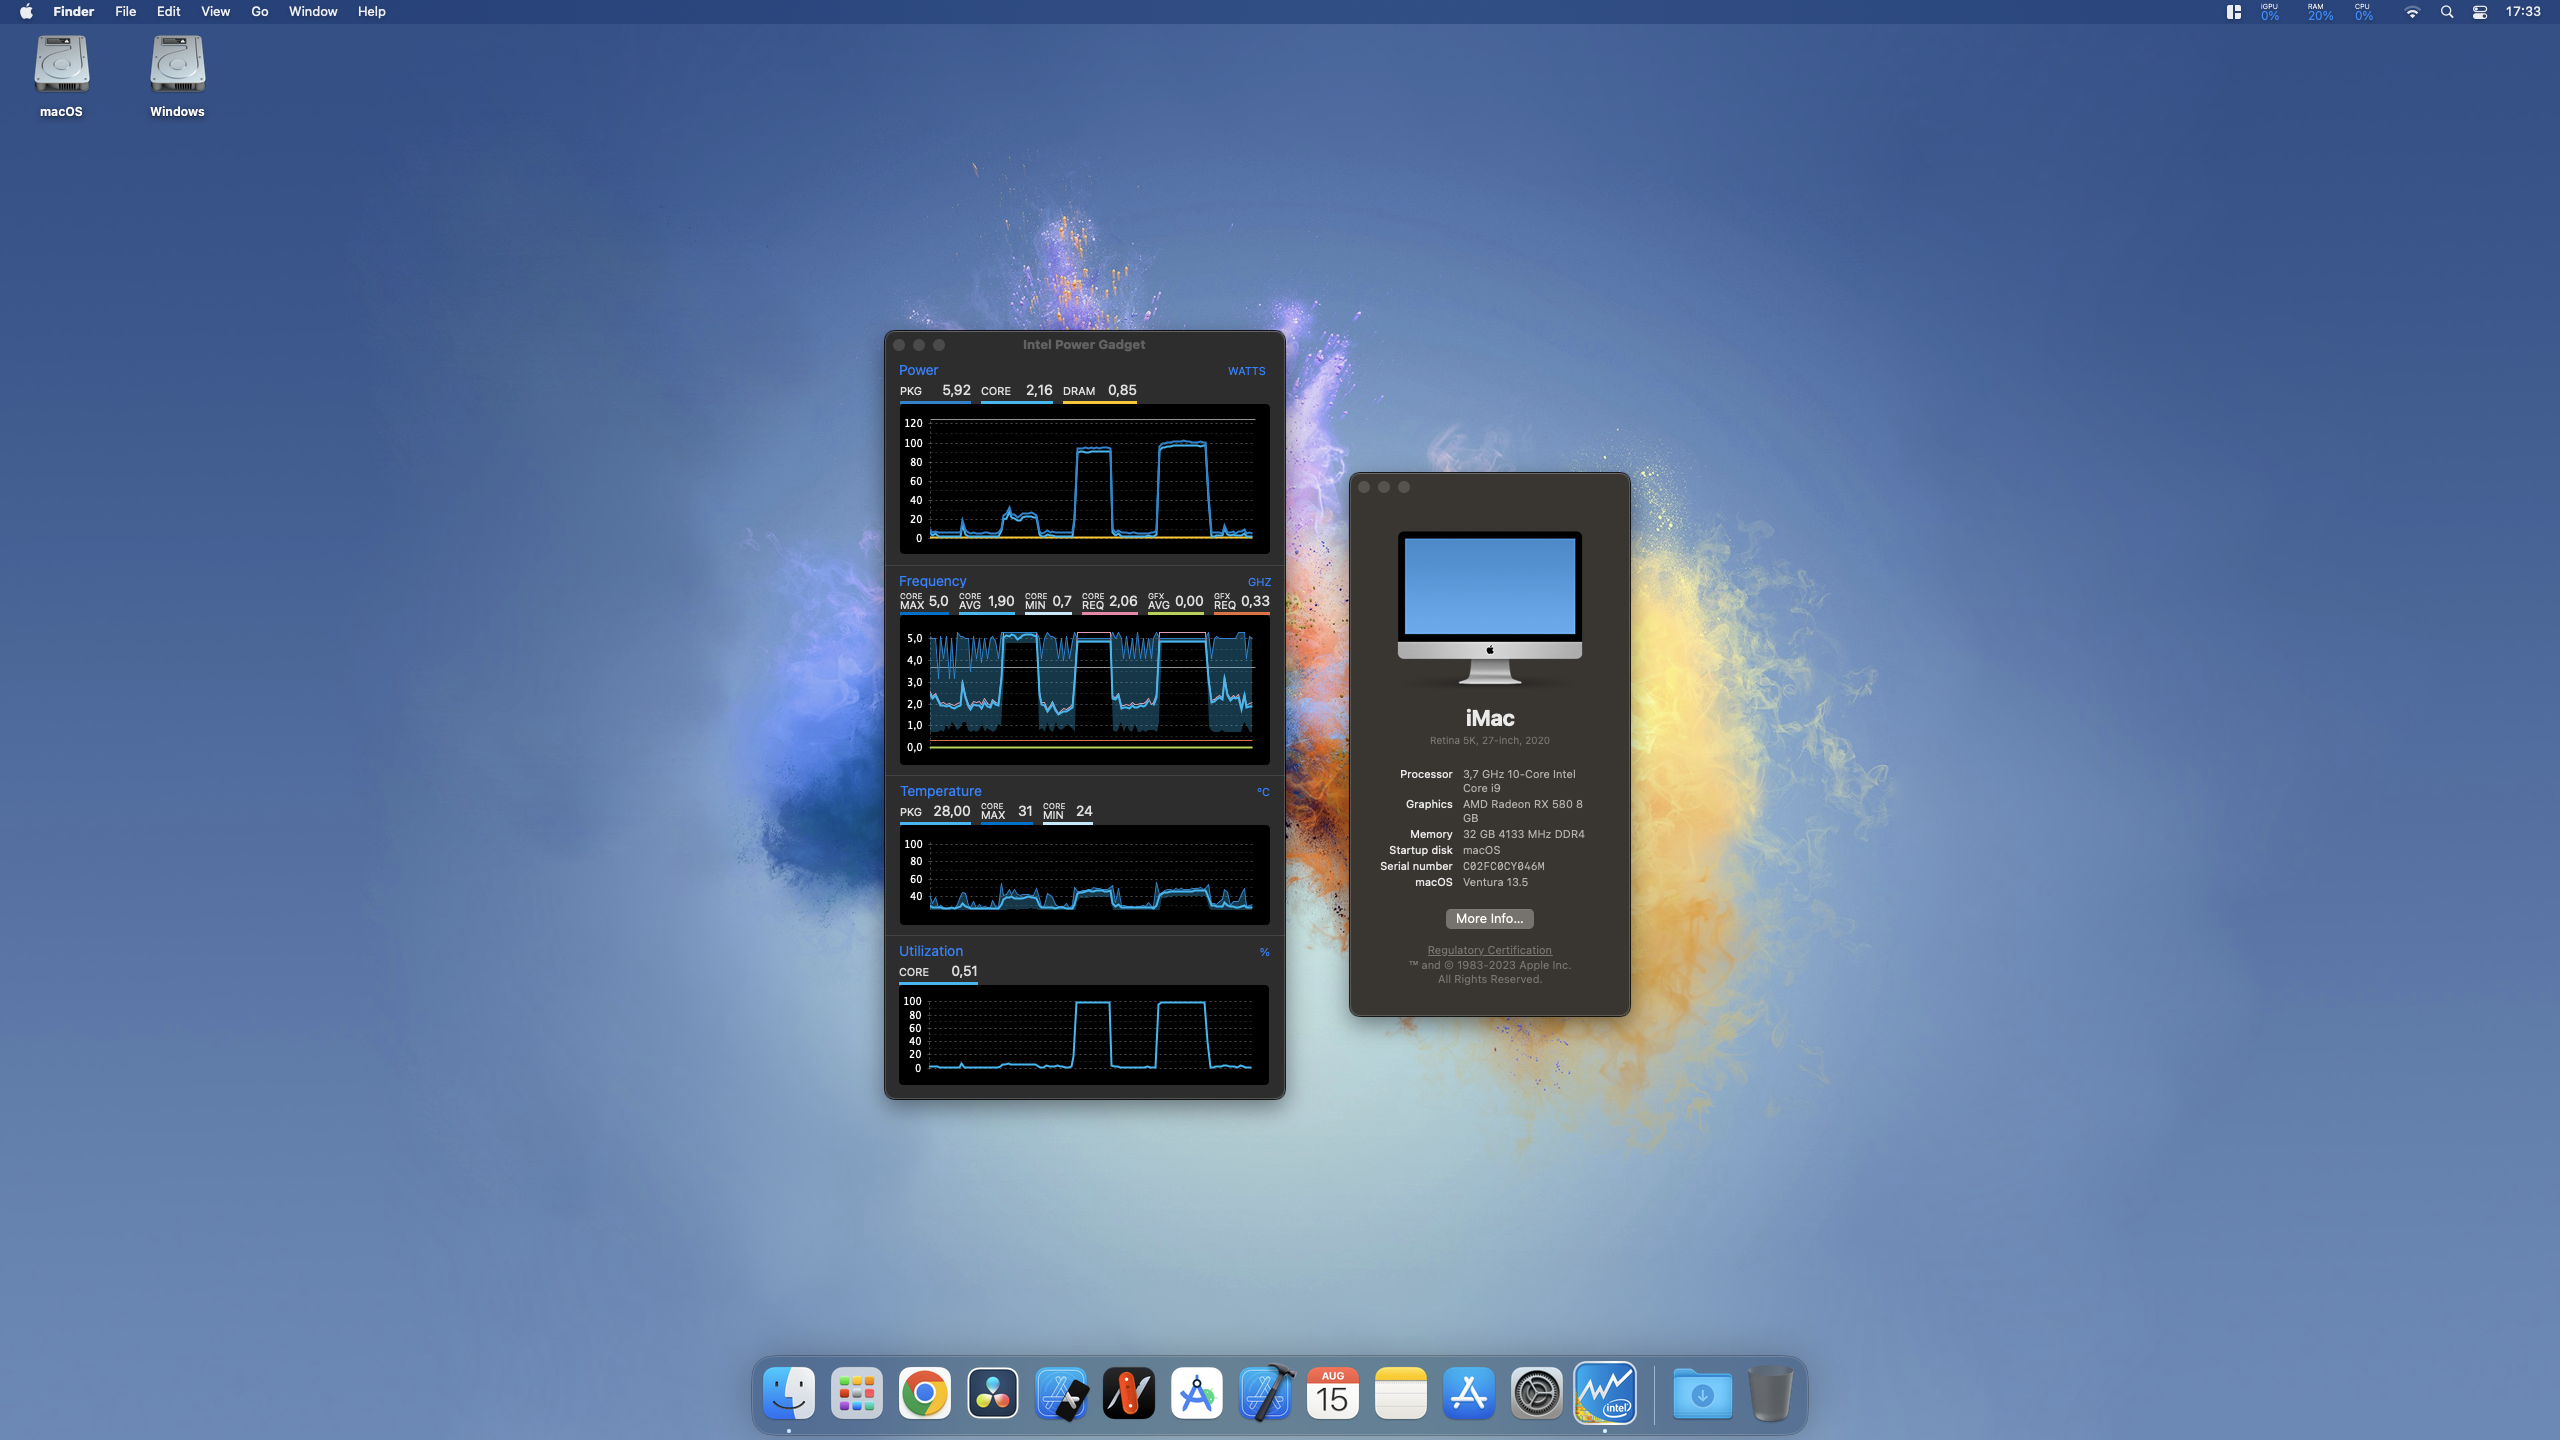 Finder File Edit View Go Window Help
iGPU 0% RAM 20% CPU 0% 17:33
macOS Windows
Intel Power Gadget
Power WATTS
PKG 5,92 CORE 2,16 DRAM 0,85
120
100
80
60
40
20
0
Frequency GHZ
CORE MAX 5,0 CORE AVG 1,90 CORE MIN 0,7 CORE REQ 2,06 GFX AVG 0,00 GFX REQ 0,33
5,0
4,0
3,0
2,0
1,0
0,0
Temperature °C
PKG 28,00 CORE MAX 31 CORE MIN 24
100
80
60
40
Utilization %
CORE 0,51
100
80
60
40
20
0
iMac
Retina 5K, 27-inch, 2020
Processor 3,7 GHz 10-Core Intel
Core i9
Graphics AMD Radeon RX 580 8
GB
Memory 32 GB 4133 MHz DDR4
Startup disk macOS
Serial number C02FC0CY046M
macOS Ventura 13.5
More Info...
Regulatory Certification
™ and © 1983-2023 Apple Inc.
All Rights Reserved.
AUG
15
intel